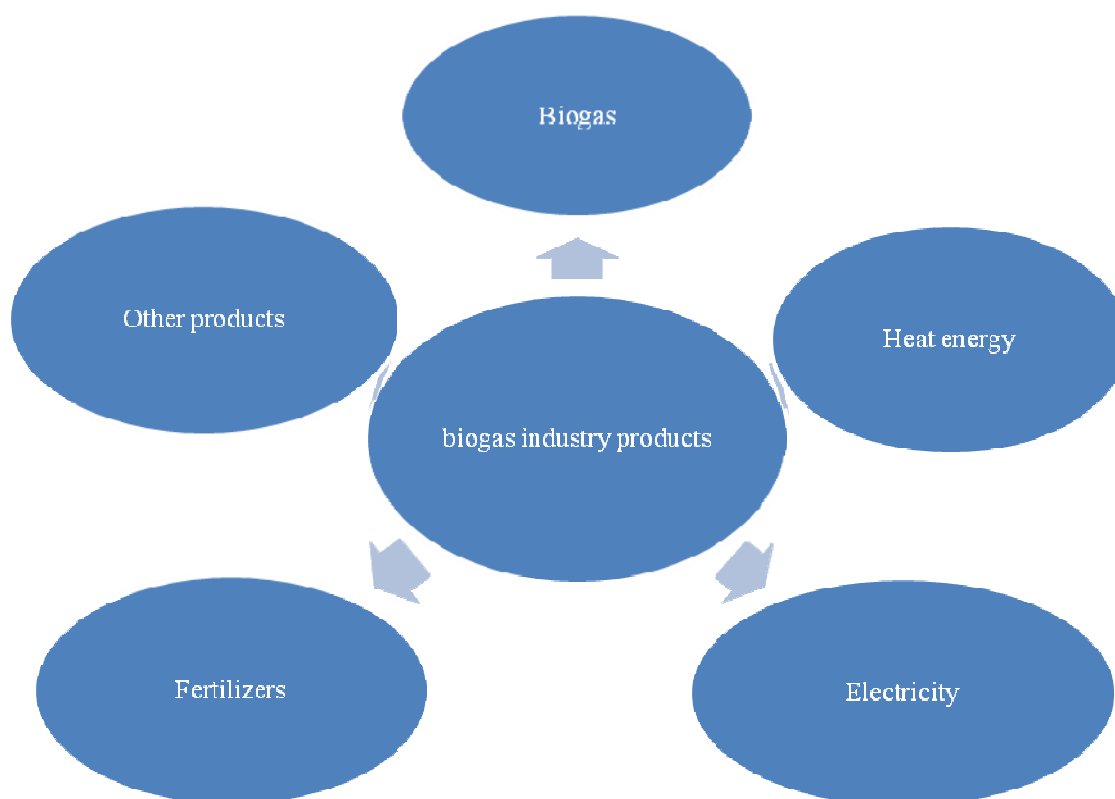 Biogas
Other products
Heat energy
biogas industry products
Fertilizers
Electricity